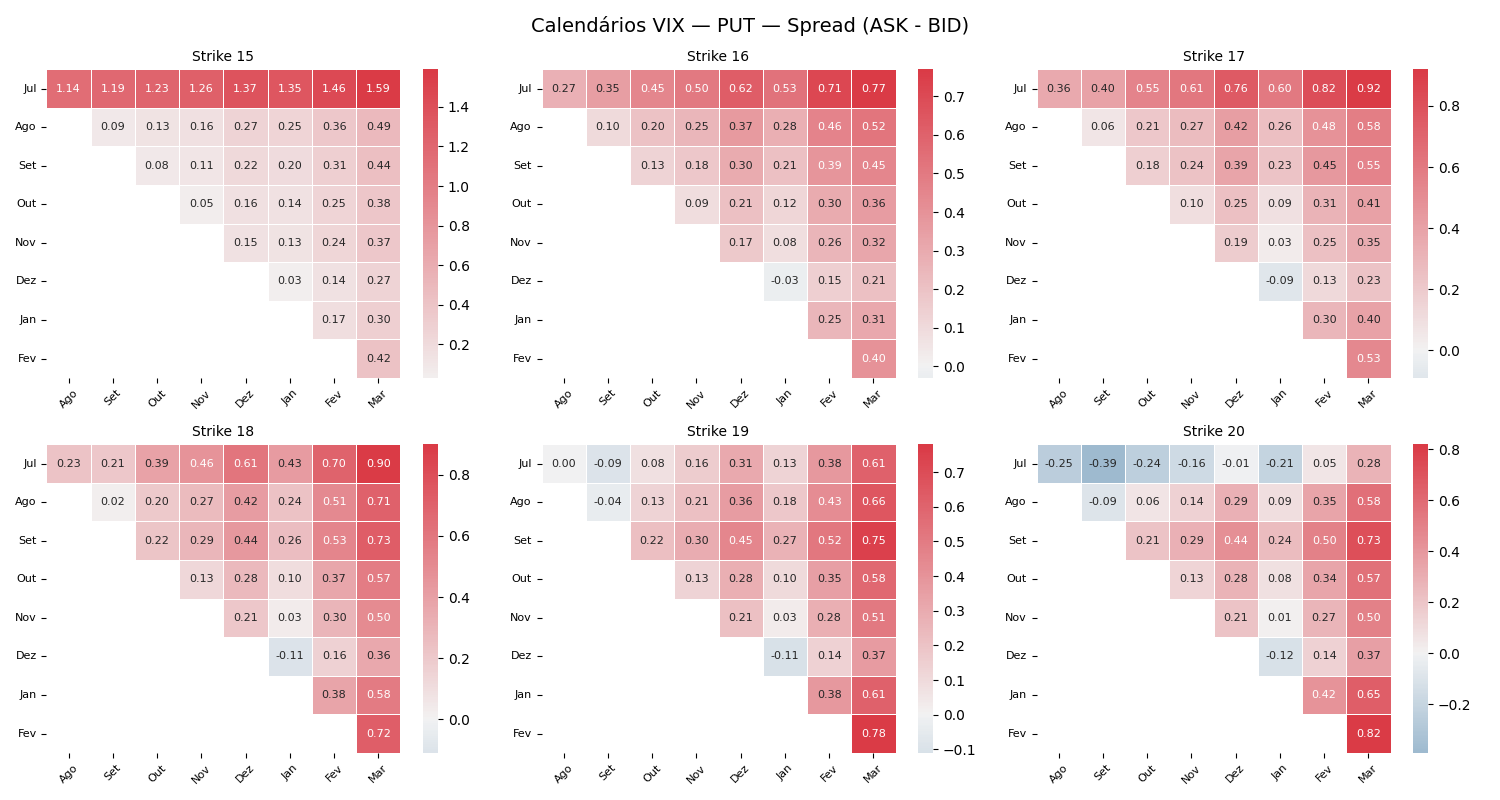 Calendários VIX — PUT — Spread (ASK - BID)
Strike 15
Jul 1.14 1.19 1.23 1.26 1.37 1.35 1.46 1.59
Ago 0.09 0.13 0.16 0.27 0.25 0.36 0.49
Set 0.08 0.11 0.22 0.20 0.31 0.44
Out 0.05 0.16 0.14 0.25 0.38
Nov 0.15 0.13 0.24 0.37
Dez 0.03 0.14 0.27
Jan 0.17 0.30
Fev 0.42
Ago Set Out Nov Dez Jan Fev Mar
1.4
1.2
1.0
0.8
0.6
0.4
0.2
Strike 16
Jul 0.27 0.35 0.45 0.50 0.62 0.53 0.71 0.77
Ago 0.10 0.20 0.25 0.37 0.28 0.46 0.52
Set 0.13 0.18 0.30 0.21 0.39 0.45
Out 0.09 0.21 0.12 0.30 0.36
Nov 0.17 0.08 0.26 0.32
Dez -0.03 0.15 0.21
Jan 0.25 0.31
Fev 0.40
Ago Set Out Nov Dez Jan Fev Mar
0.7
0.6
0.5
0.4
0.3
0.2
0.1
0.0
Strike 17
Jul 0.36 0.40 0.55 0.61 0.76 0.60 0.82 0.92
Ago 0.06 0.21 0.27 0.42 0.26 0.48 0.58
Set 0.18 0.24 0.39 0.23 0.45 0.55
Out 0.10 0.25 0.09 0.31 0.41
Nov 0.19 0.03 0.25 0.35
Dez -0.09 0.13 0.23
Jan 0.30 0.40
Fev 0.53
Ago Set Out Nov Dez Jan Fev Mar
0.8
0.6
0.4
0.2
0.0
Strike 18
Jul 0.23 0.21 0.39 0.46 0.61 0.43 0.70 0.90
Ago 0.02 0.20 0.27 0.42 0.24 0.51 0.71
Set 0.22 0.29 0.44 0.26 0.53 0.73
Out 0.13 0.28 0.10 0.37 0.57
Nov 0.21 0.03 0.30 0.50
Dez -0.11 0.16 0.36
Jan 0.38 0.58
Fev 0.72
Ago Set Out Nov Dez Jan Fev Mar
0.8
0.6
0.4
0.2
0.0
Strike 19
Jul 0.00 -0.09 0.08 0.16 0.31 0.13 0.38 0.61
Ago -0.04 0.13 0.21 0.36 0.18 0.43 0.66
Set 0.22 0.30 0.45 0.27 0.52 0.75
Out 0.13 0.28 0.10 0.35 0.58
Nov 0.21 0.03 0.28 0.51
Dez -0.11 0.14 0.37
Jan 0.38 0.61
Fev 0.78
Ago Set Out Nov Dez Jan Fev Mar
0.7
0.6
0.5
0.4
0.3
0.2
0.1
0.0
−0.1
Strike 20
Jul -0.25 -0.39 -0.24 -0.16 -0.01 -0.21 0.05 0.28
Ago -0.09 0.06 0.14 0.29 0.09 0.35 0.58
Set 0.21 0.29 0.44 0.24 0.50 0.73
Out 0.13 0.28 0.08 0.34 0.57
Nov 0.21 0.01 0.27 0.50
Dez -0.12 0.14 0.37
Jan 0.42 0.65
Fev 0.82
Ago Set Out Nov Dez Jan Fev Mar
0.8
0.6
0.4
0.2
0.0
−0.2